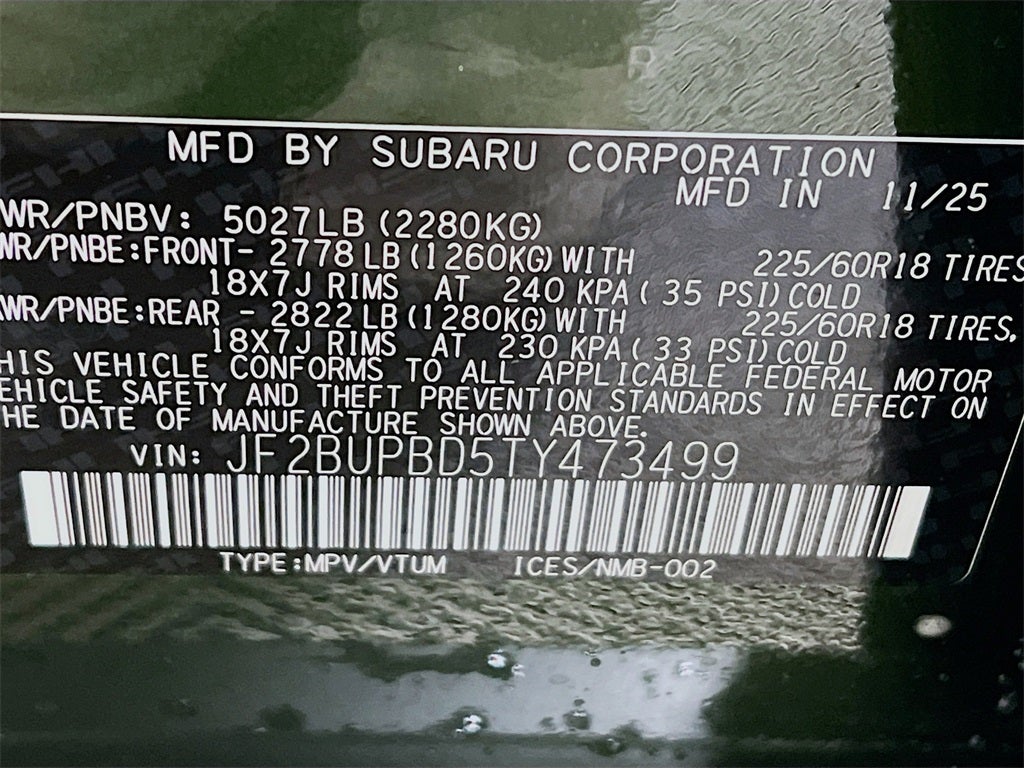 MFD BY SUBARU CORPORATION
MFD IN 11/25
WR/PNBV: 5027LB (2280KG)
WR/PNBE:FRONT- 2778 LB (1260KG) WITH 225/60R18 TIRES
18X7J RIMS AT 240 KPA ( 35 PSI) COLD
WR/PNBE:REAR - 2822 LB (1280KG) WITH 225/60R18 TIRES,
18X7J RIMS AT 230 KPA ( 33 PSI) COLD
HIS VEHICLE CONFORMS TO ALL APPLICABLE FEDERAL MOTOR
EHICLE SAFETY AND THEFT PREVENTION STANDARDS IN EFFECT ON
HE DATE OF MANUFACTURE SHOWN ABOVE.
VIN: JF2BUPBD5TY473499
TYPE:MPV/VTUM ICES/NMB-002